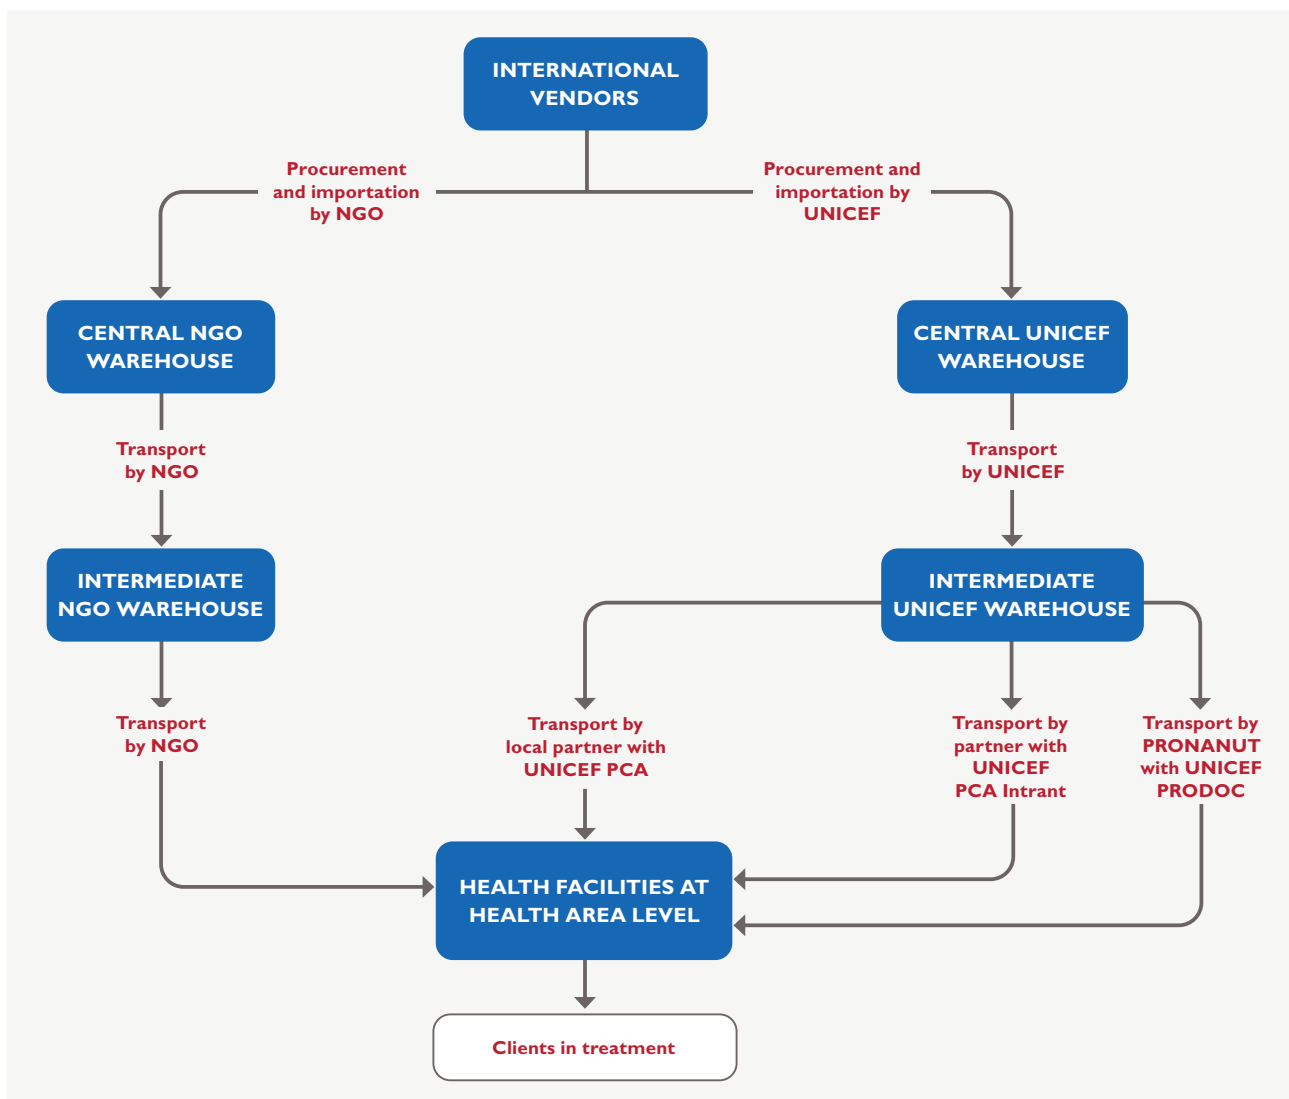 INTERNATIONAL
VENDORS
Procurement
and importation
by NGO
Procurement and
importation by
UNICEF
CENTRAL NGO
WAREHOUSE
CENTRAL UNICEF
WAREHOUSE
Transport
by NGO
Transport
by UNICEF
INTERMEDIATE
NGO WAREHOUSE
INTERMEDIATE
UNICEF WAREHOUSE
Transport
by NGO
Transport by
local partner with
UNICEF PCA
Transport by
partner with
UNICEF
PCA Intrant
Transport by
PRONANUT
with UNICEF
PRODOC
HEALTH FACILITIES AT
HEALTH AREA LEVEL
Clients in treatment